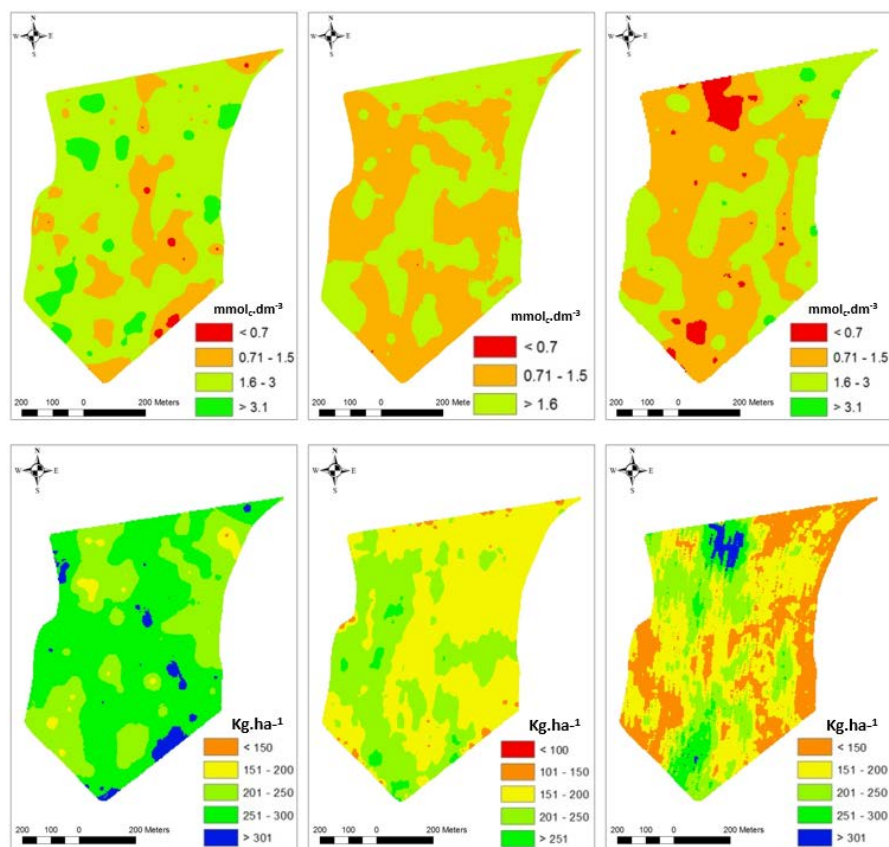 N
W E
S
mmolc.dm-3
< 0.7
0.71 - 1.5
1.6 - 3
> 3.1
200 100 0 200 Meters
N
W E
S
mmolc.dm-3
< 0.7
0.71 - 1.5
> 1.6
200 100 0 200 Mete
N
W E
S
mmolc.dm-3
< 0.7
0.71 - 1.5
1.6 - 3
> 3.1
200 100 0 200 Meters
N
W E
S
Kg.ha-1
< 150
151 - 200
201 - 250
251 - 300
> 301
200 100 0 200 Meters
N
W E
S
Kg.ha-1
< 100
101 - 150
151 - 200
201 - 250
> 251
200 100 0 200 Meters
N
W E
S
Kg.ha-1
< 150
151 - 200
201 - 250
251 - 300
> 301
200 100 0 200 Meters